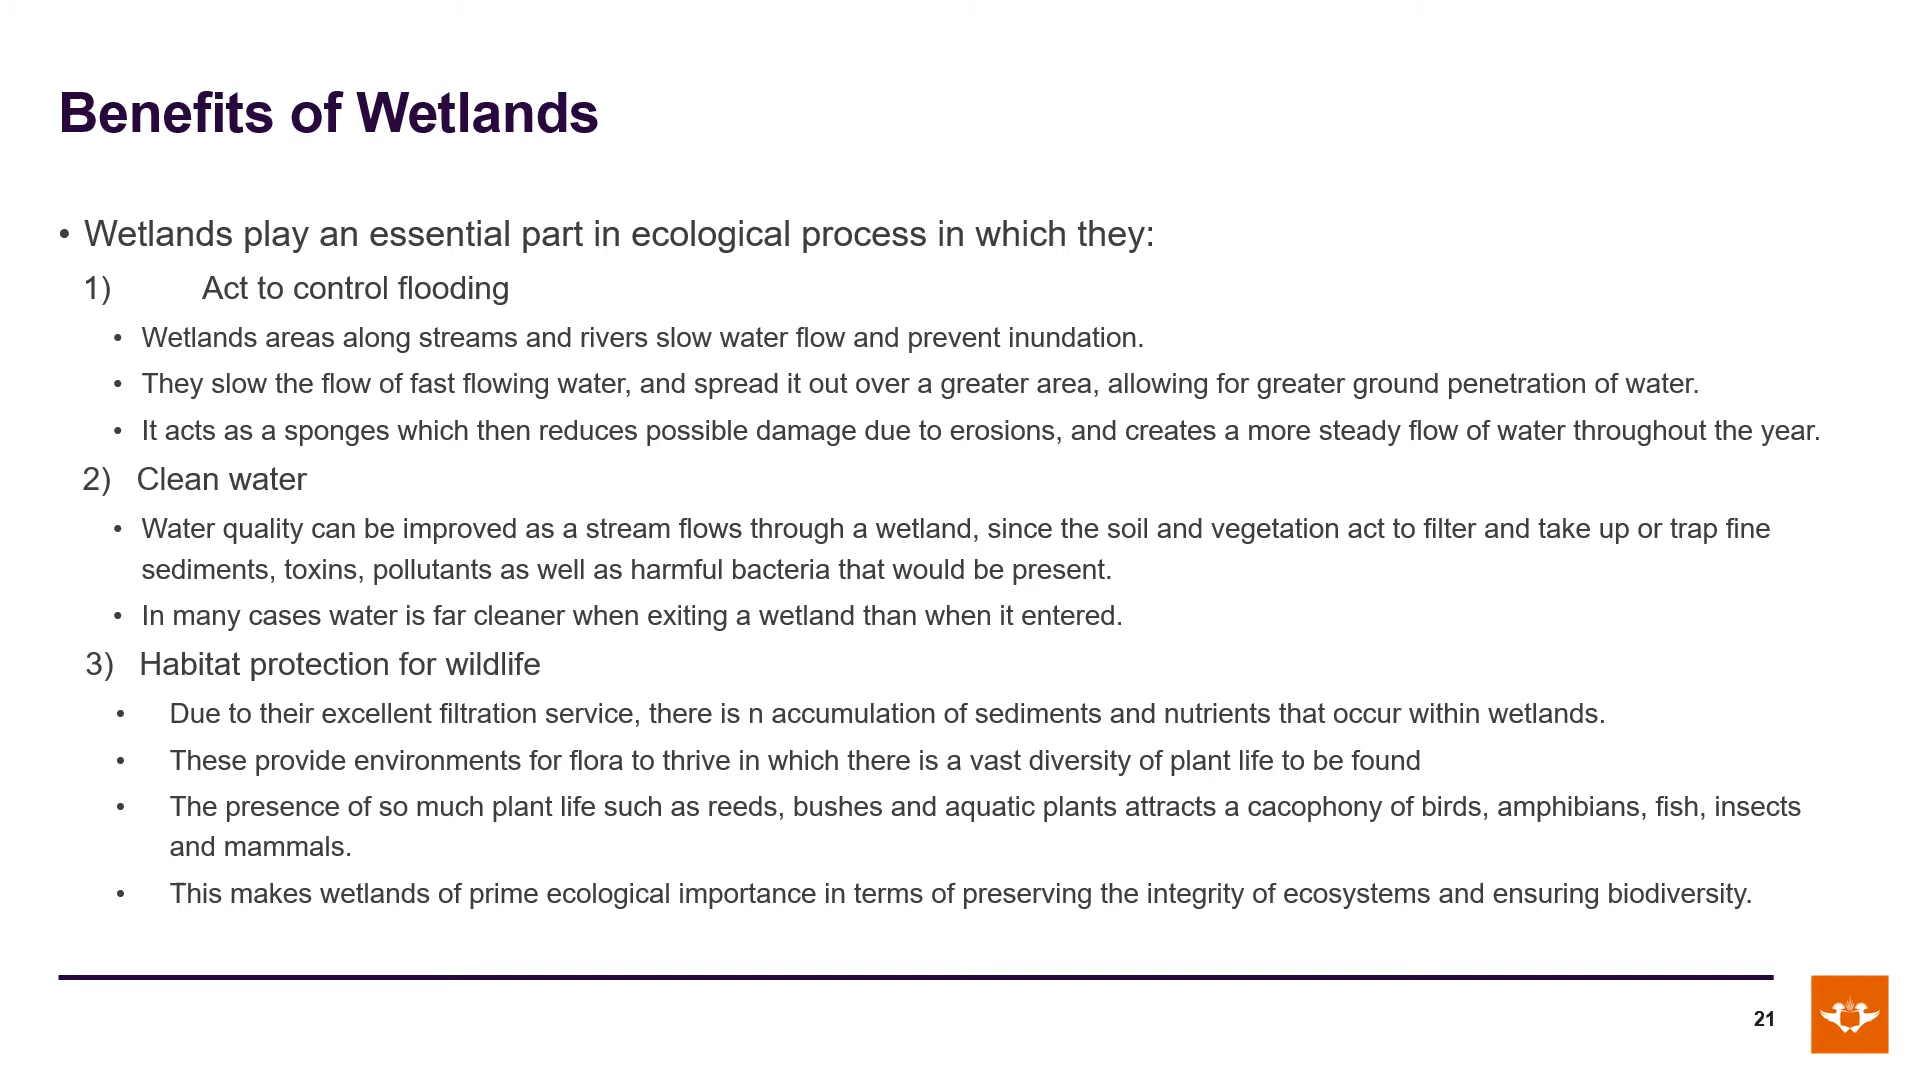 Benefits of Wetlands
• Wetlands play an essential part in ecological process in which they:
1) Act to control flooding
• Wetlands areas along streams and rivers slow water flow and prevent inundation.
• They slow the flow of fast flowing water, and spread it out over a greater area, allowing for greater ground penetration of water.
• It acts as a sponges which then reduces possible damage due to erosions, and creates a more steady flow of water throughout the year.
2) Clean water
• Water quality can be improved as a stream flows through a wetland, since the soil and vegetation act to filter and take up or trap fine
sediments, toxins, pollutants as well as harmful bacteria that would be present.
• In many cases water is far cleaner when exiting a wetland than when it entered.
3) Habitat protection for wildlife
• Due to their excellent filtration service, there is n accumulation of sediments and nutrients that occur within wetlands.
• These provide environments for flora to thrive in which there is a vast diversity of plant life to be found
• The presence of so much plant life such as reeds, bushes and aquatic plants attracts a cacophony of birds, amphibians, fish, insects
and mammals.
• This makes wetlands of prime ecological importance in terms of preserving the integrity of ecosystems and ensuring biodiversity.
21